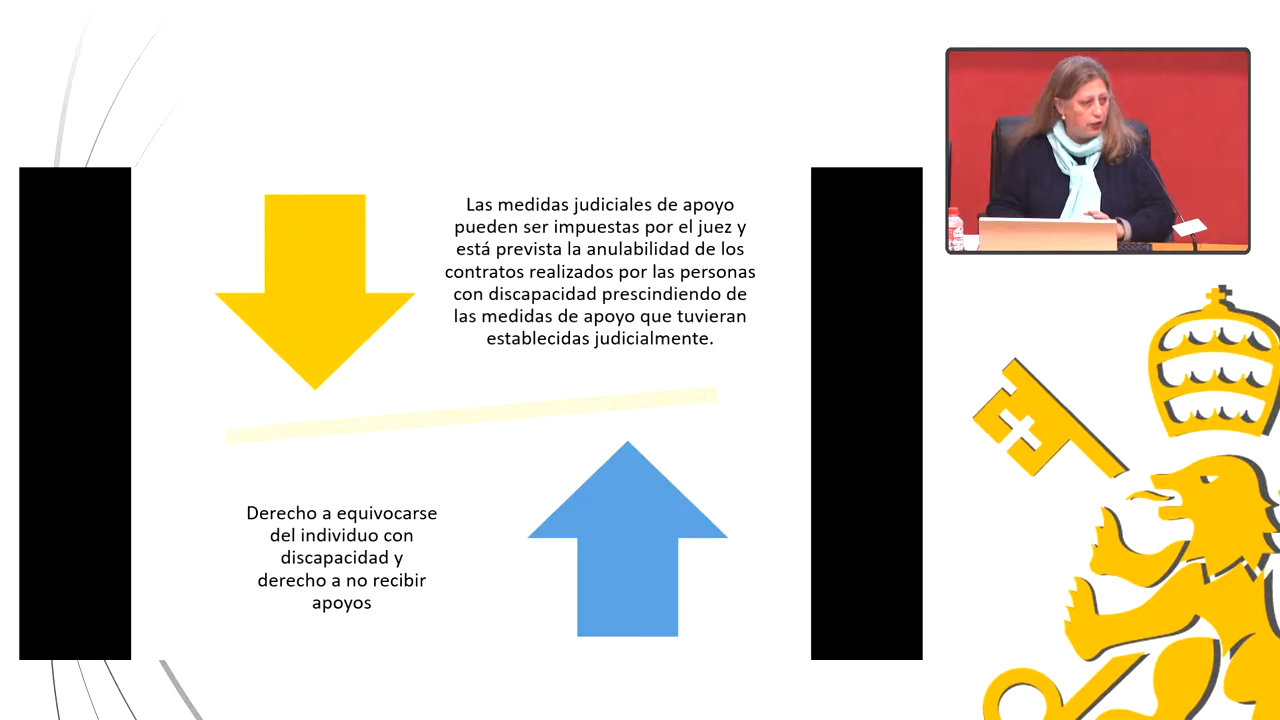 Las medidas judiciales de apoyo
pueden ser impuestas por el juez y
está prevista la anulabilidad de los
contratos realizados por las personas
con discapacidad prescindiendo de
las medidas de apoyo que tuvieran
establecidas judicialmente.
Derecho a equivocarse
del individuo con
discapacidad y
derecho a no recibir
apoyos